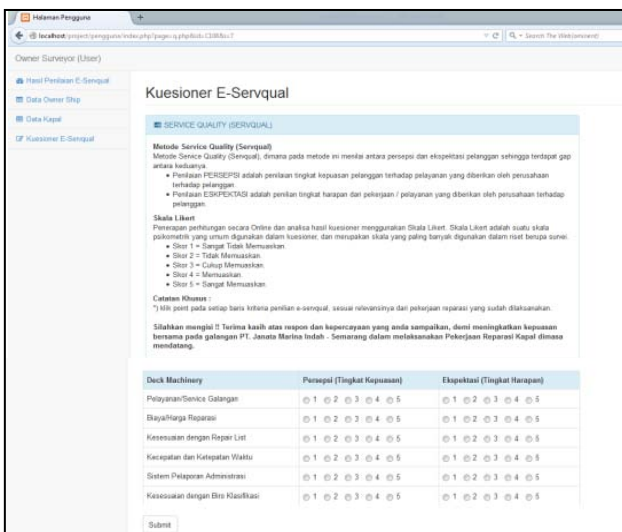 Halaman Pengguna
localhost/project/pengguna/index.php?page=q.php&id=CDBM&s=7
Owner Surveyor (User)
Hasil Penilaian E-Servqual
Data Owner Ship
Data Kapal
Kuesioner E-Servqual
Kuesioner E-Servqual
SERVICE QUALITY (SERVQUAL)
Metode Service Quality (Servqual)
Metode Service Quality (Servqual), dimana pada metode ini menilai antara persepsi dan ekspektasi pelanggan sehingga terdapat gap
antara keduanya.
• Penilaian PERSEPSI adalah penilaian tingkat kepuasan pelanggan terhadap pelayanan yang diberikan oleh perusahaan
terhadap pelanggan.
• Penilaian ESKPEKTASI adalah penilian tingkat harapan dari pekerjaan / pelayanan yang diberikan oleh perusahaan terhadap
pelanggan.
Skala Likert
Penerapan perhitungan secara Online dan analisa hasil kuesioner menggunakan Skala Likert. Skala Likert adalah suatu skala
psikometrik yang umum digunakan dalam kuesioner, dan merupakan skala yang paling banyak digunakan dalam riset berupa survei.
• Skor 1 = Sangat Tidak Memuaskan.
• Skor 2 = Tidak Memuaskan.
• Skor 3 = Cukup Memuaskan.
• Skor 4 = Memuaskan.
• Skor 5 = Sangat Memuaskan.
Catatan Khusus :
*) klik point pada setiap baris kriteria penilian e-servqual, sesuai relevansinya dari pekerjaan reparasi yang sudah dilaksanakan.
Silahkan mengisi !! Terima kasih atas respon dan kepercayaan yang anda sampaikan, demi meningkatkan kepuasan
bersama pada galangan PT. Janata Marina Indah - Semarang dalam melaksanakan Pekerjaan Reparasi Kapal dimasa
mendatang.
Deck Machinery Persepsi (Tingkat Kepuasan) Ekspektasi (Tingkat Harapan)
Pelayanan/Service Galangan 1 2 3 4 5 1 2 3 4 5
Biaya/Harga Reparasi 1 2 3 4 5 1 2 3 4 5
Kesesuaian dengan Repair List 1 2 3 4 5 1 2 3 4 5
Kecepatan dan Ketepatan Waktu 1 2 3 4 5 1 2 3 4 5
Sistem Pelaporan Administrasi 1 2 3 4 5 1 2 3 4 5
Kesesuaian dengan Biro Klasifikasi 1 2 3 4 5 1 2 3 4 5
Submit